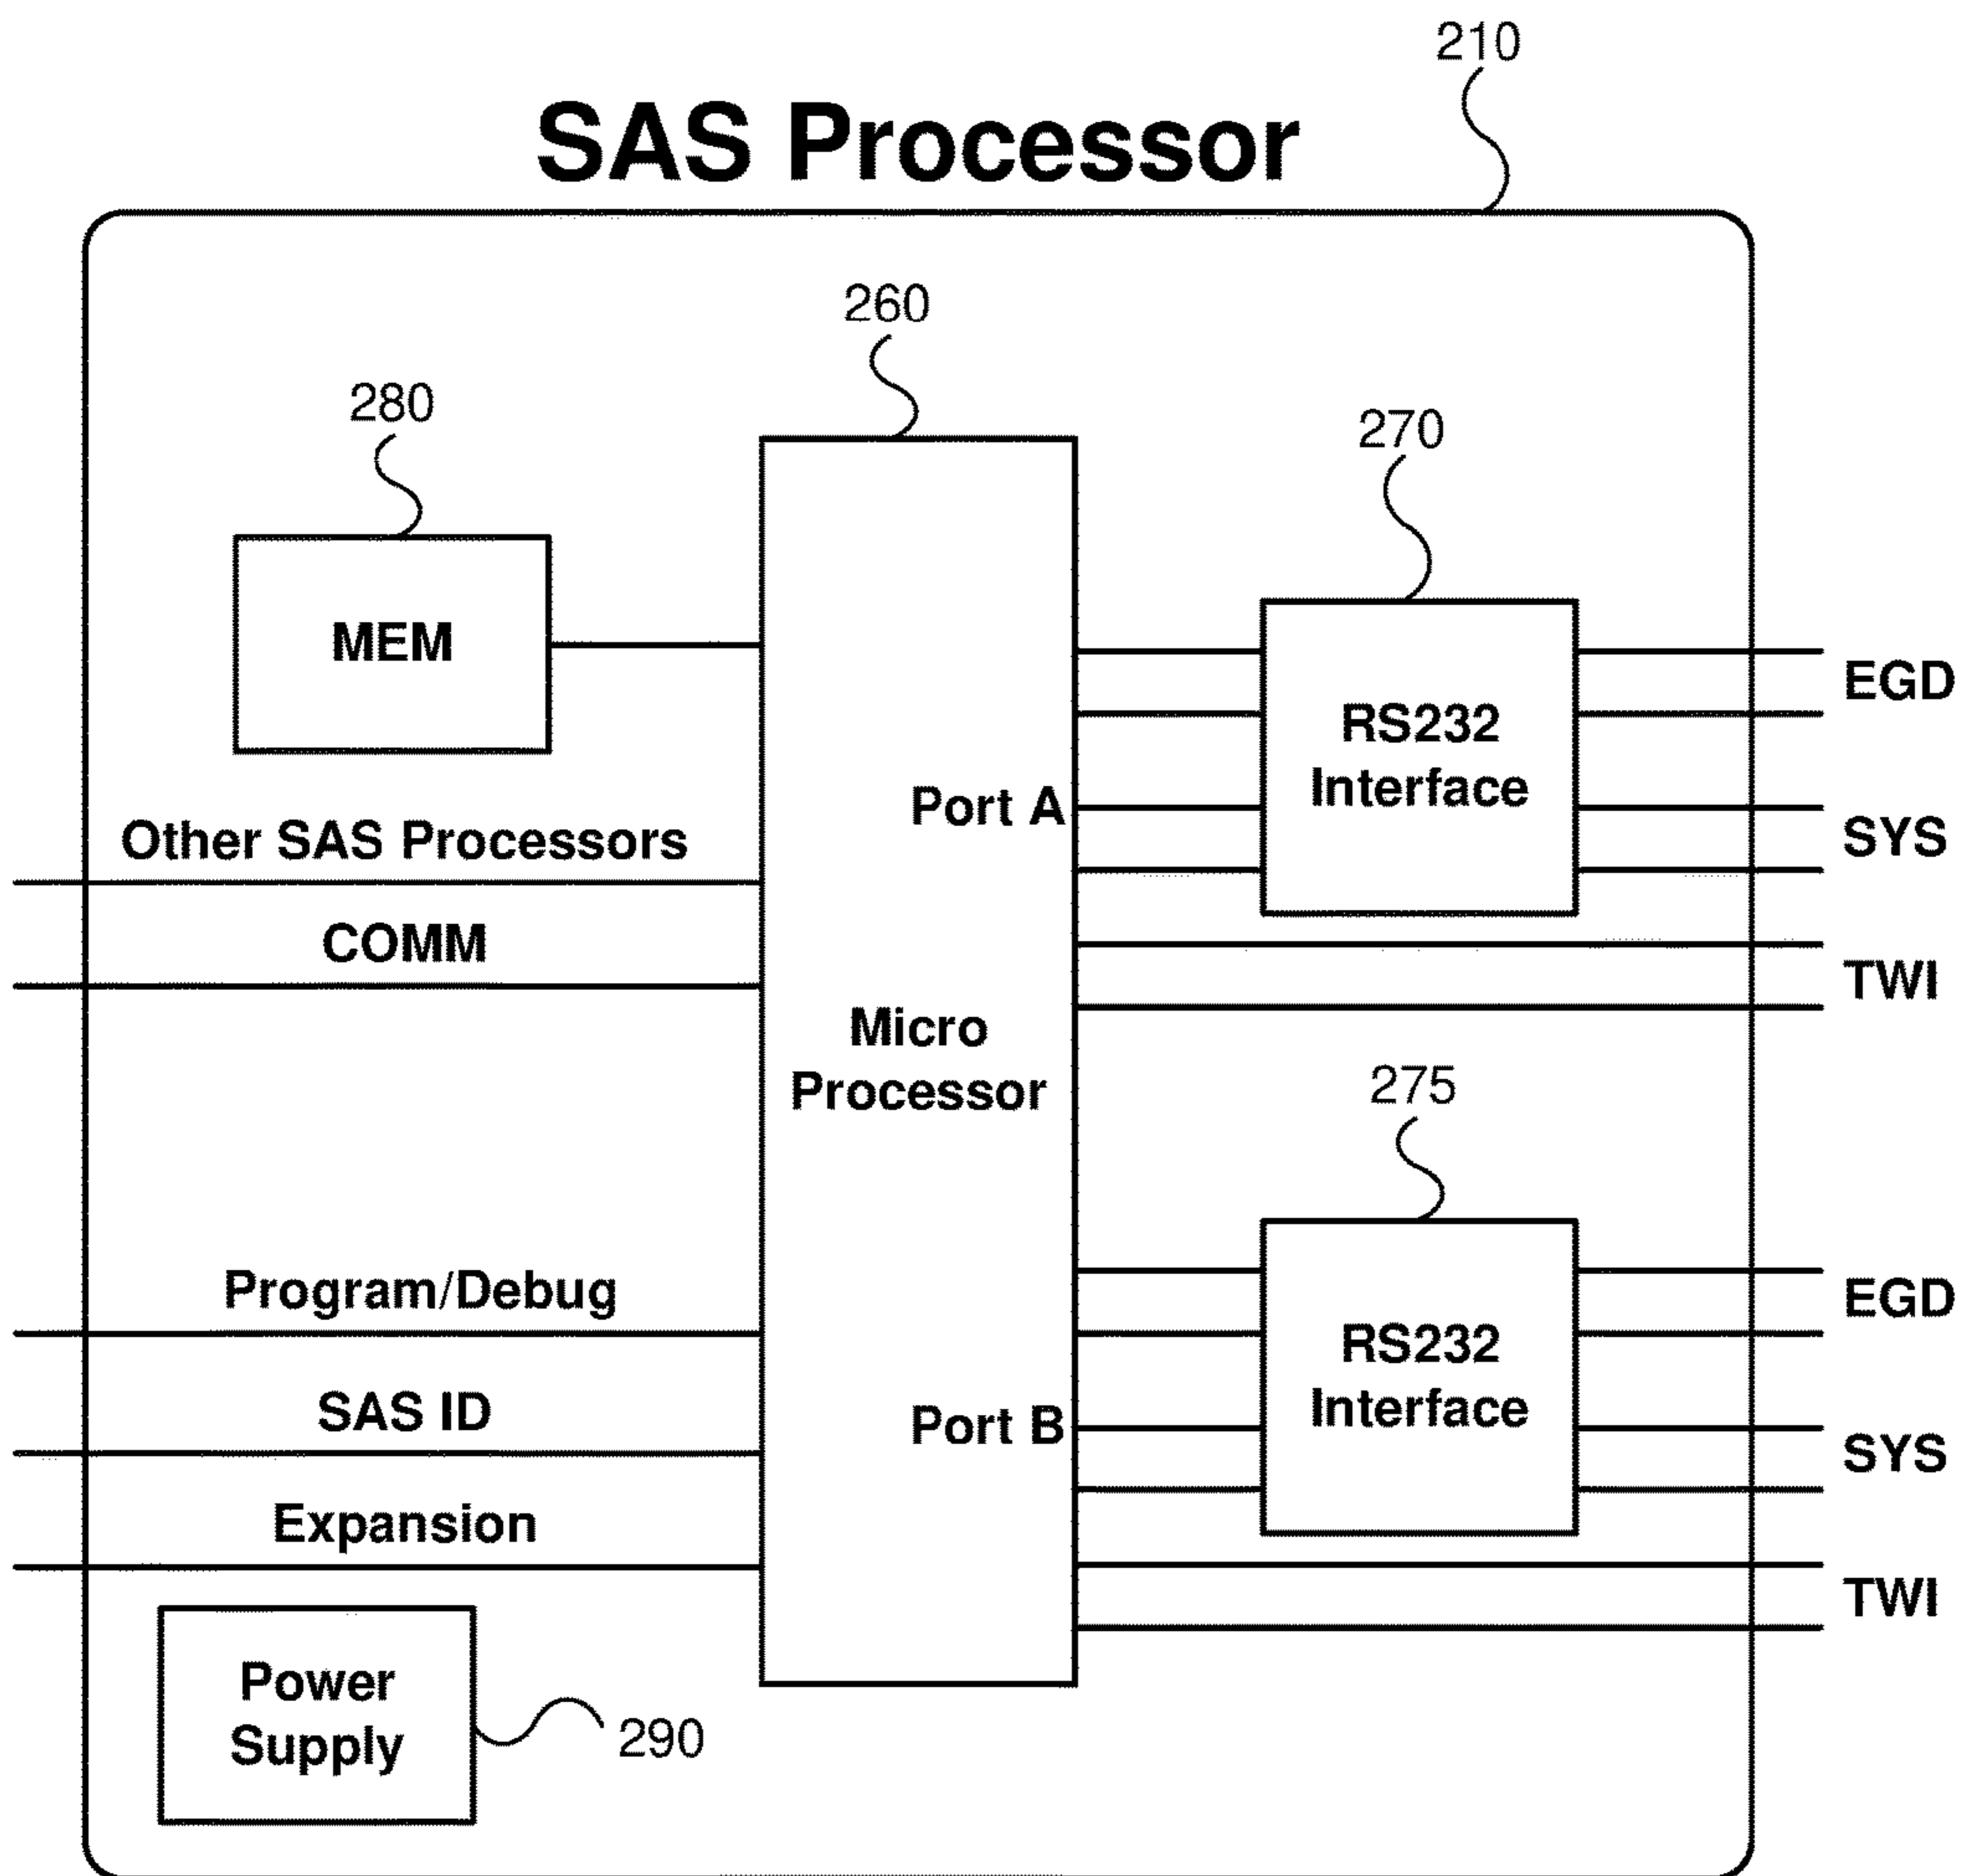 210
SAS Processor
260
280
270
MEM
RS232
Interface
EGD
Port A
SYS
Other SAS Processors
COMM
TWI
Micro
Processor
275
Program/Debug
EGD
RS232
Interface
SAS ID
Port B
SYS
Expansion
TWI
Power
Supply
290